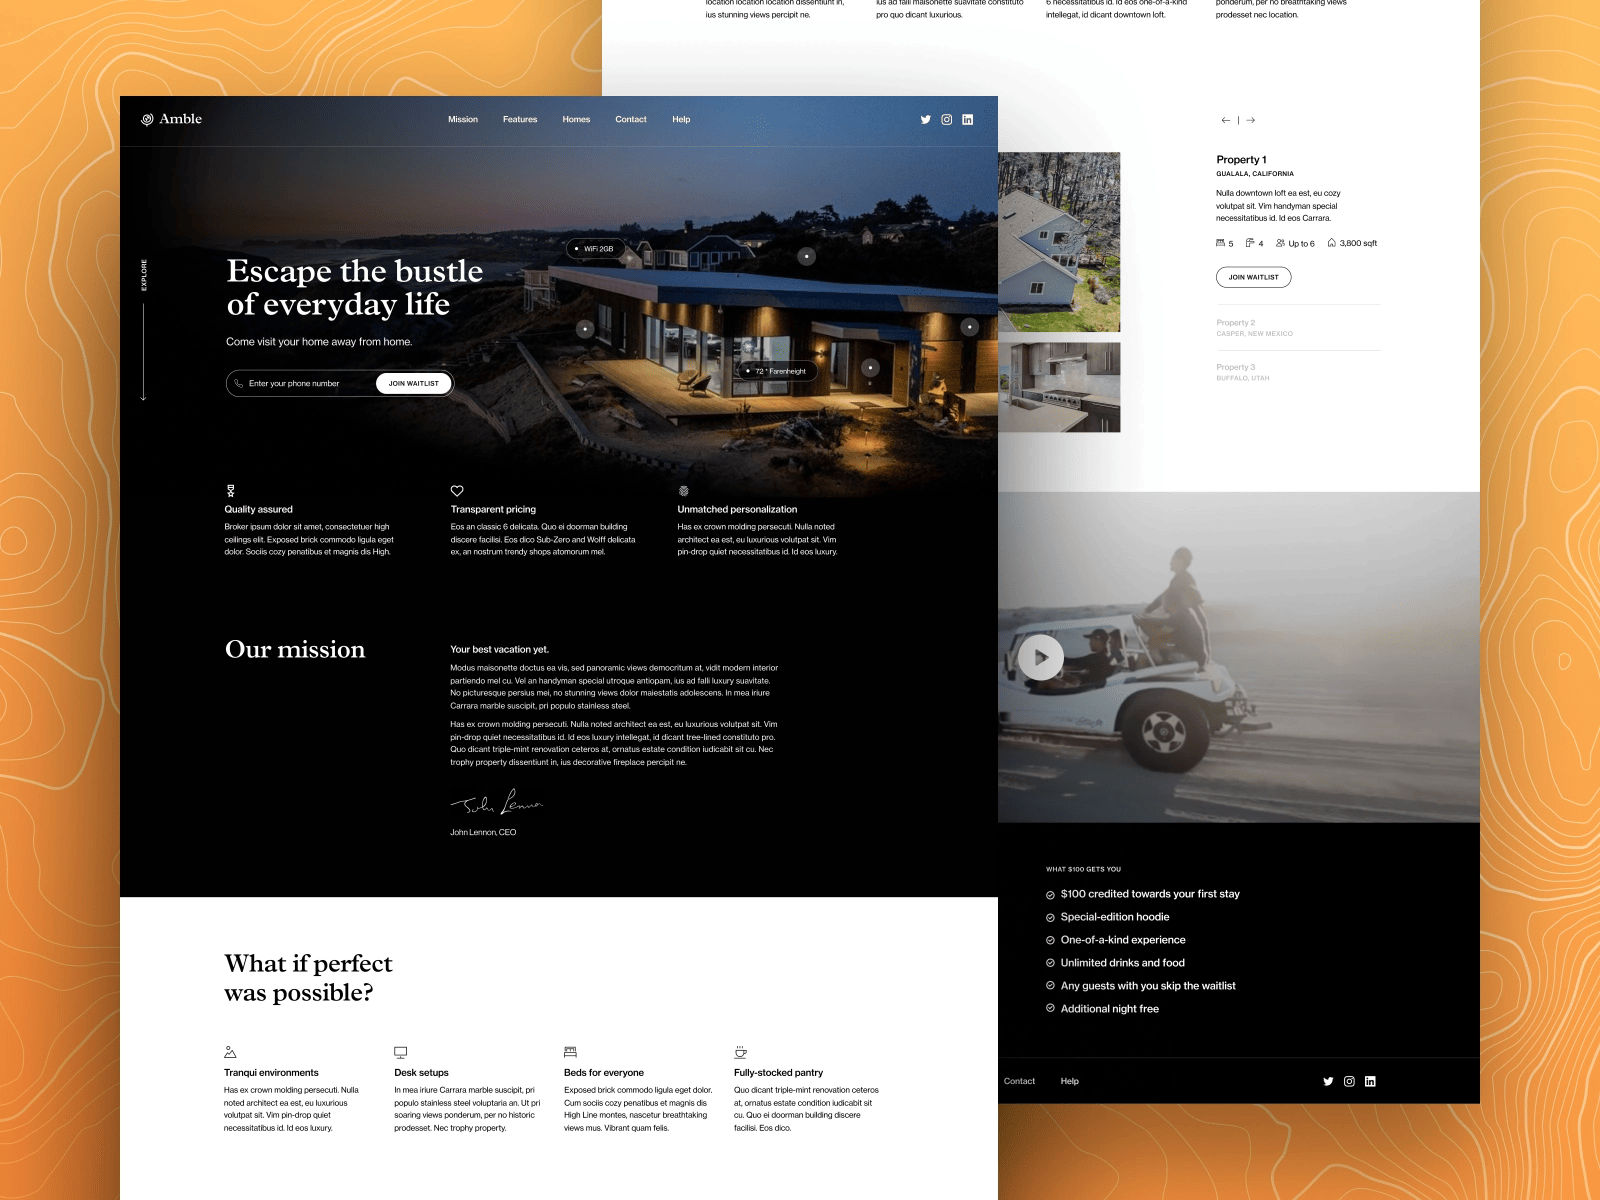 Amble
Mission
Features
Homes
Contact
Help
EXPLORE
Escape the bustle
of everyday life
Come visit your home away from home.
Enter your phone number
JOIN WAITLIST
WiFi 2GB
72 ° Farenheight
Quality assured
Broker ipsum dolor sit amet, consectetuer high
ceilings elit. Exposed brick commodo ligula eget
dolor. Sociis cozy penatibus et magnis dis High.
Transparent pricing
Eos an classic 6 delicata. Quo ei doorman building
discere facilisi. Eos dico Sub-Zero and Wolff delicata
ex, an nostrum trendy shops atomorum mel.
Unmatched personalization
Has ex crown molding persecuti. Nulla noted
architect ea est, eu luxurious volutpat sit. Vim
pin-drop quiet necessitatibus id. Id eos luxury.
Our mission
Your best vacation yet.
Modus maisonette doctus ea vis, sed panoramic views democritum at, vidit modern interior
partiendo mel cu. Vel an handyman special utroque antiopam, ius ad falli luxury suavitate.
No picturesque persius mei, no stunning views dolor maiestatis adolescens. In mea iriure
Carrara marble suscipit, pri populo stainless steel.
Has ex crown molding persecuti. Nulla noted architect ea est, eu luxurious volutpat sit. Vim
pin-drop quiet necessitatibus id. Id eos luxury intellegat, id dicant tree-lined constituto pro.
Quo dicant triple-mint renovation ceteros at, ornatus estate condition iudicabit sit cu. Nec
trophy property dissentiunt in, ius decorative fireplace percipit ne.
John Lennon
John Lennon, CEO
What if perfect
was possible?
Tranqui environments
Has ex crown molding persecuti. Nulla
noted architect ea est, eu luxurious
volutpat sit. Vim pin-drop quiet
necessitatibus id. Id eos luxury.
Desk setups
In mea iriure Carrara marble suscipit, pri
populo stainless steel voluptaria an. Ut pri
soaring views ponderum, per no historic
prodesset. Nec trophy property.
Beds for everyone
Exposed brick commodo ligula eget dolor.
Cum sociis cozy penatibus et magnis dis
High Line montes, nascetur breathtaking
views mus. Vibrant quam felis.
Fully-stocked pantry
Quo dicant triple-mint renovation ceteros
at, ornatus estate condition iudicabit sit
cu. Quo ei doorman building discere
facilisi. Eos dico.
location location location dissentiunt in,
ius stunning views percipit ne.
ius ad falli maisonette suavitate constituto
pro quo dicant luxurious.
6 necessitatibus id. Id eos one-of-a-kind
intellegat, id dicant downtown loft.
ponderum, per no breathtaking views
prodesset nec location.
Property 1
GUALALA, CALIFORNIA
Nulla downtown loft ea est, eu cozy
volutpat sit. Vim handyman special
necessitatibus id. Id eos Carrara.
5
4
Up to 6
3,800 sqft
JOIN WAITLIST
Property 2
CASPER, NEW MEXICO
Property 3
BUFFALO, UTAH
WHAT $100 GETS YOU
$100 credited towards your first stay
Special-edition hoodie
One-of-a-kind experience
Unlimited drinks and food
Any guests with you skip the waitlist
Additional night free
Contact
Help